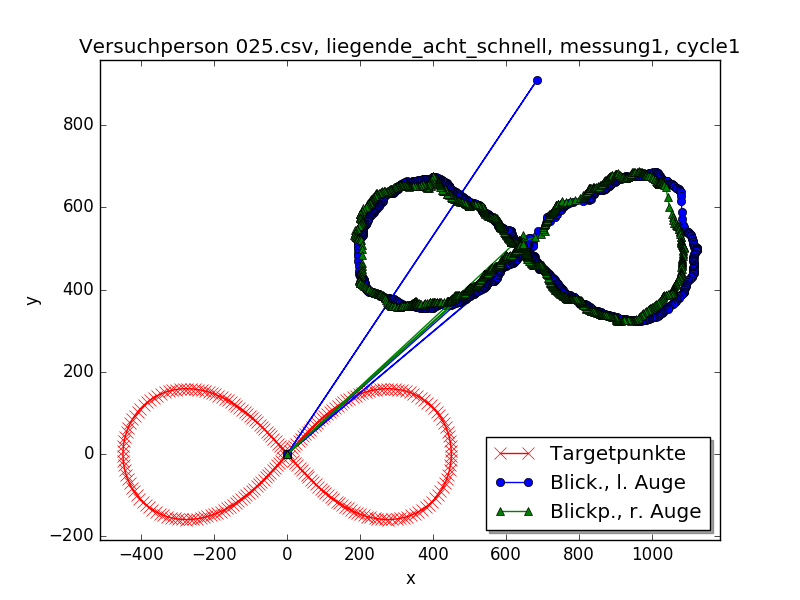 Versuchperson 025.csv, liegende_acht_schnell, messung1, cycle1
800
600
400
200
0
−200
y
−400
−200
0
200
400
600
800
1000
x
Targetpunkte
Blick., l. Auge
Blickp., r. Auge